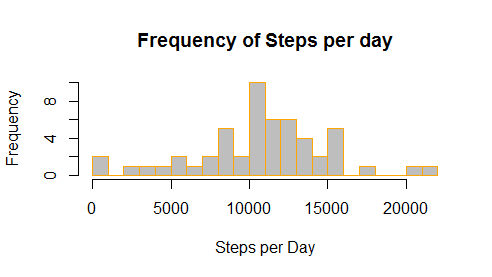 Frequency of Steps per day
Frequency
8
4
0
0 5000 10000 15000 20000
Steps per Day